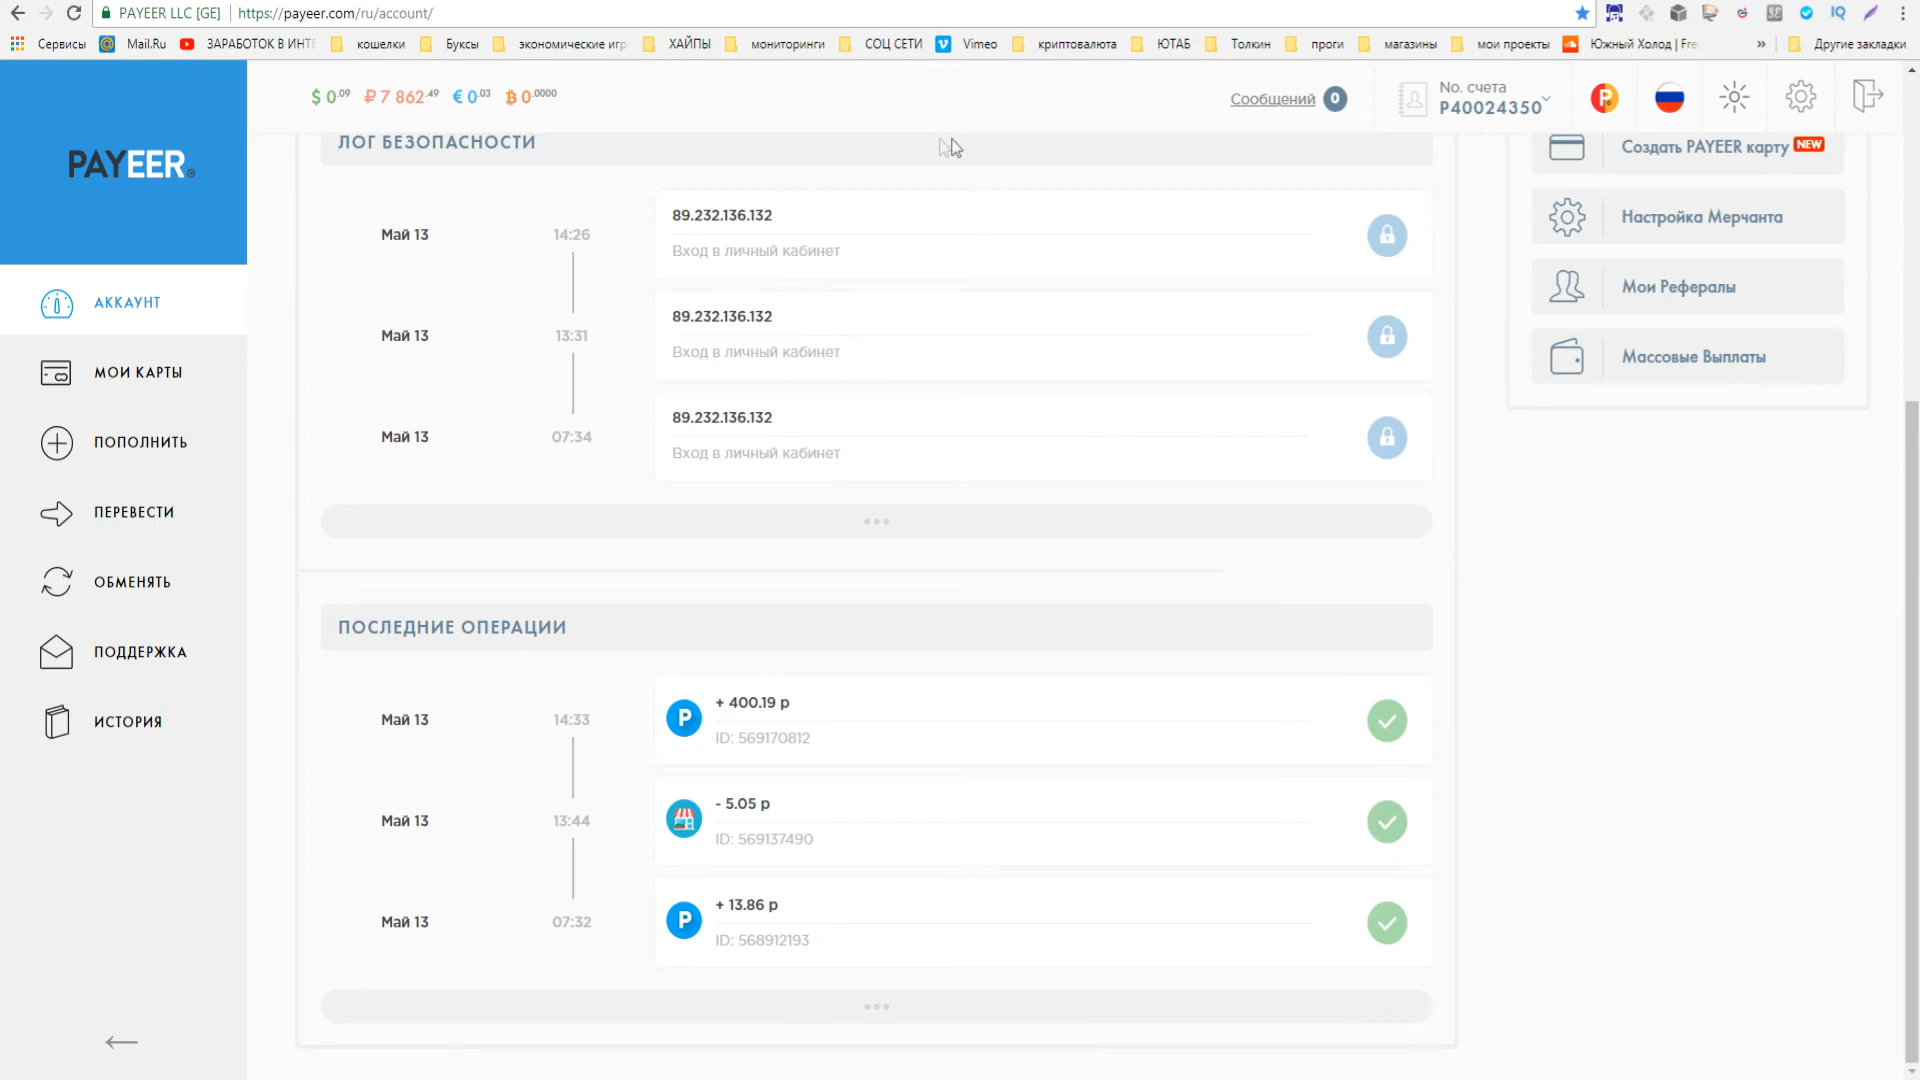 PAYEER LLC [GE] https://payeer.com/ru/account/
Сервисы Mail.Ru ЗАРАБОТОК В ИНТЕ кошелки Буксы экономические игр ХАЙПЫ мониторинги СОЦ СЕТИ Vimeo криптовалюта ЮТАБ Толкин проги магазины мои проекты Южный Холод | Fre » Другие закладки
PAYEER
$ 0.09 ₽ 7 862.49 € 0.03 ฿ 0.0000
Сообщений 0
No. счета
P40024350
ЛОГ БЕЗОПАСНОСТИ
Май 13 14:26
89.232.136.132
Вход в личный кабинет
Май 13 13:31
89.232.136.132
Вход в личный кабинет
Май 13 07:34
89.232.136.132
Вход в личный кабинет
Создать PAYEER карту NEW
Настройка Мерчанта
Мои Рефералы
Массовые Выплаты
АККАУНТ
МОИ КАРТЫ
ПОПОЛНИТЬ
ПЕРЕВЕСТИ
ОБМЕНЯТЬ
ПОДДЕРЖКА
ИСТОРИЯ
ПОСЛЕДНИЕ ОПЕРАЦИИ
Май 13 14:33
P + 400.19 р
ID: 569170812
Май 13 13:44
- 5.05 р
ID: 569137490
Май 13 07:32
P + 13.86 р
ID: 568912193